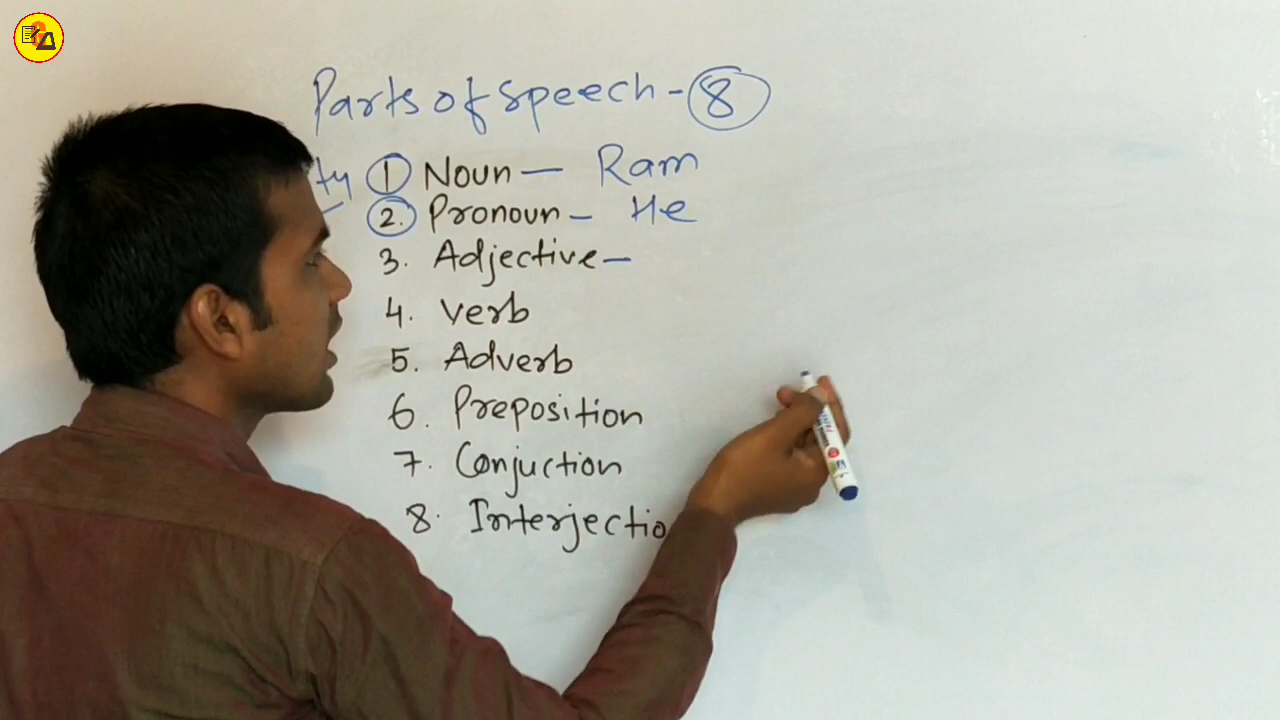 Parts of speech - 8
ty 1 Noun — Ram
2. Pronoun - He
3. Adjective -
4. Verb
5. Adverb
6. Preposition
7. Conjuction
8. Interjectio